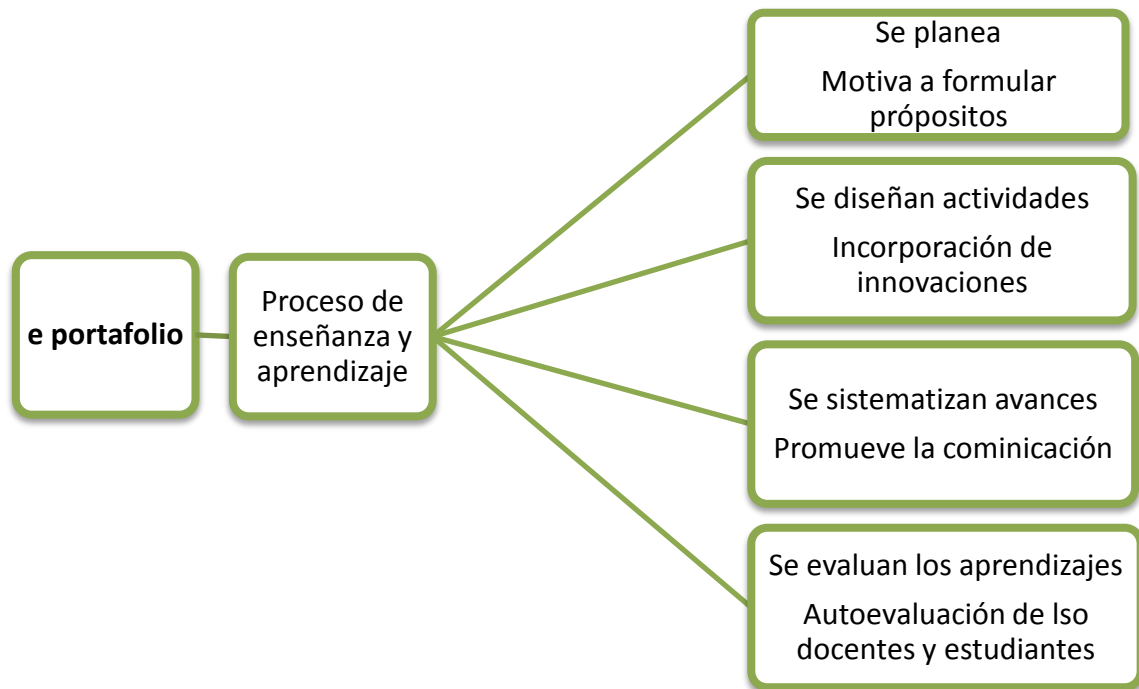 e portafolio
Proceso de
enseñanza y
aprendizaje
Se planea
Motiva a formular
própositos
Se diseñan actividades
Incorporación de
innovaciones
Se sistematizan avances
Promueve la cominicación
Se evaluan los aprendizajes
Autoevaluación de lso
docentes y estudiantes